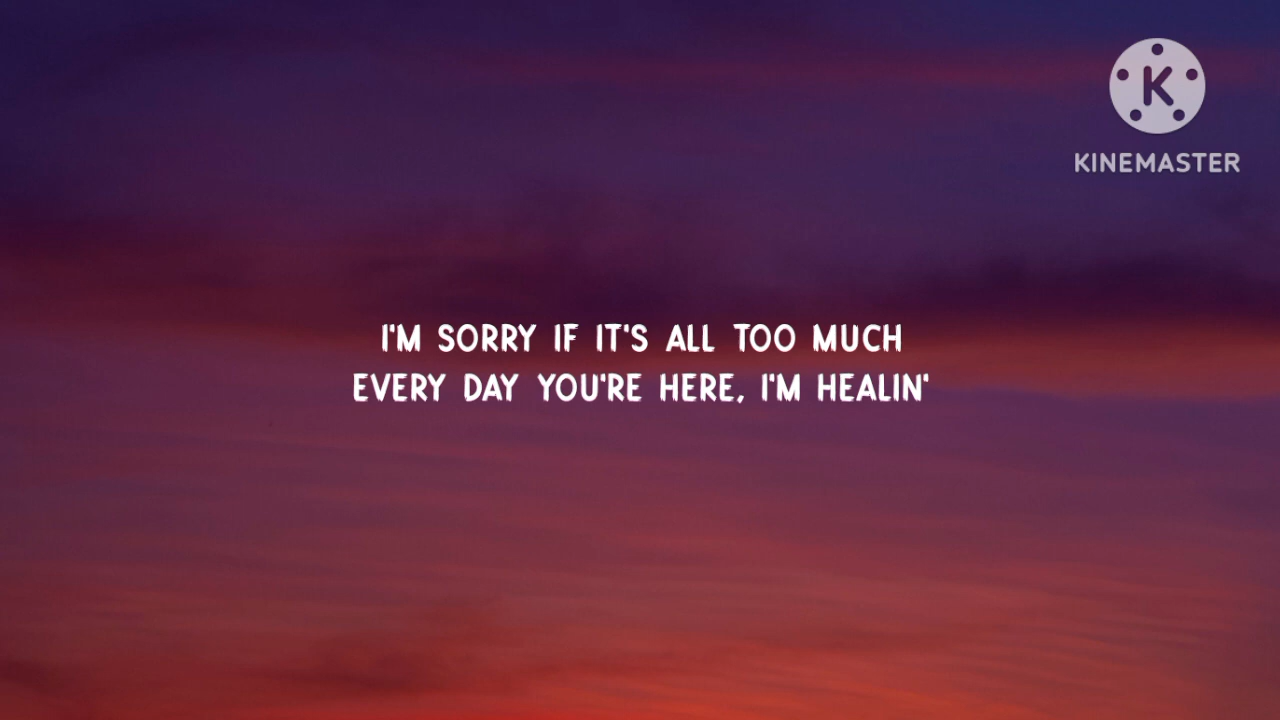 K
KINEMASTER
I'M SORRY IF IT'S ALL TOO MUCH
EVERY DAY YOU'RE HERE, I'M HEALIN'